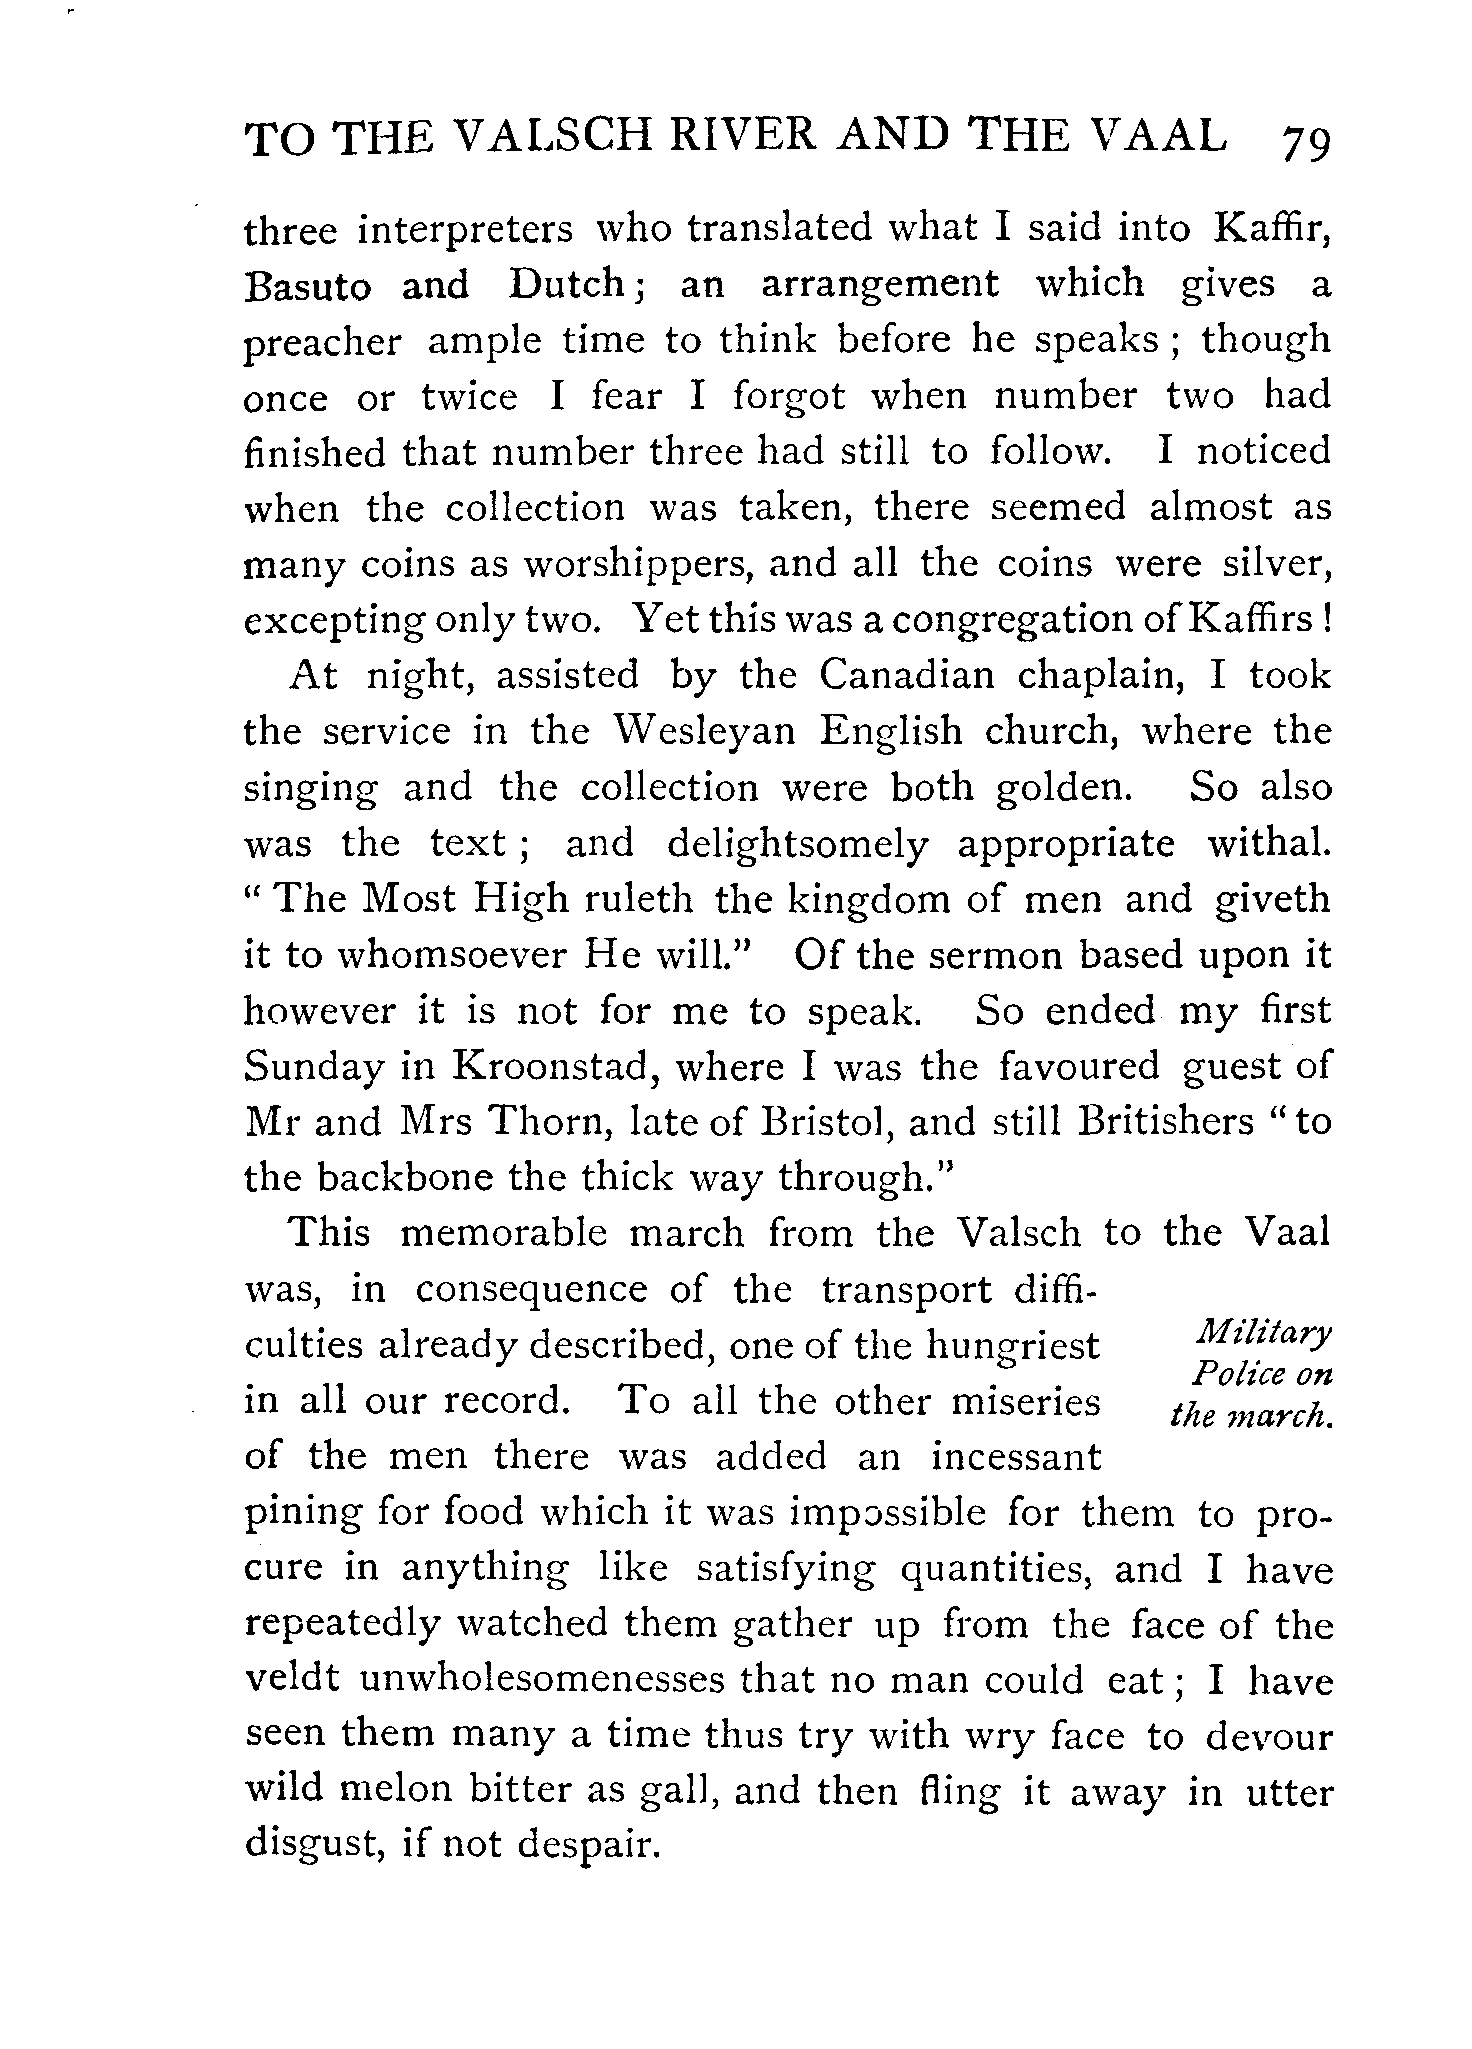 TO THE VALSCH RIVER AND THE VAAL 79
three interpreters who translated what I said into Kaffir,
Basuto and Dutch; an arrangement which gives a
preacher ample time to think before he speaks; though
once or twice I fear I forgot when number two had
finished that number three had still to follow. I noticed
when the collection was taken, there seemed almost as
many coins as worshippers, and all the coins were silver,
excepting only two. Yet this was a congregation of Kaffirs!
At night, assisted by the Canadian chaplain, I took
the service in the Wesleyan English church, where the
singing and the collection were both golden. So also
was the text; and delightsomely appropriate withal.
"The Most High ruleth the kingdom of men and giveth
it to whomsoever He will." Of the sermon based upon it
however it is not for me to speak. So ended my first
Sunday in Kroonstad, where I was the favoured guest of
Mr and Mrs Thorn, late of Bristol, and still Britishers "to
the backbone the thick way through."
This memorable march from the Valsch to the Vaal
was, in consequence of the transport diffi-
culties already described, one of the hungriest
in all our record. To all the other miseries
of the men there was added an incessant
Military
Police on
the march.
pining for food which it was impossible for them to pro-
cure in anything like satisfying quantities, and I have
repeatedly watched them gather up from the face of the
veldt unwholesomenesses that no man could eat; I have
seen them many a time thus try with wry face to devour
wild melon bitter as gall, and then fling it away in utter
disgust, if not despair.